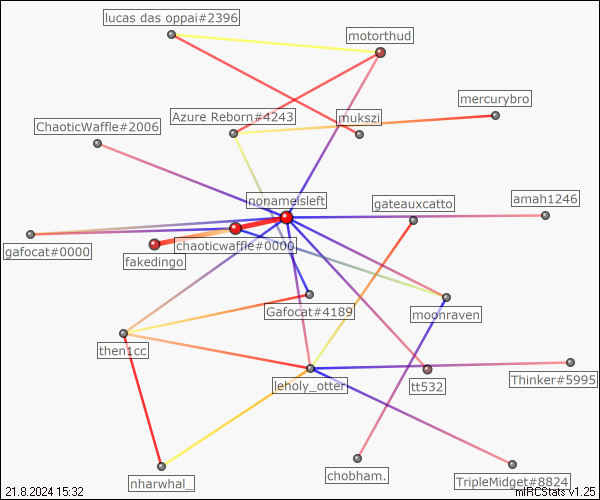 lucas das oppai#2396
motorthud
mercurybro
Azure Reborn#4243
mukszi
ChaoticWaffle#2006
nonameisleft
gateauxcatto
amah1246
gafocat#0000
chaoticwaffle#0000
fakedingo
Gafocat#4189
moonraven
then1cc
leholy_otter
tt532
Thinker#5995
nharwhal_
chobham.
TripleMidget#8824
21.8.2024 15:32
mIRCStats v1.25